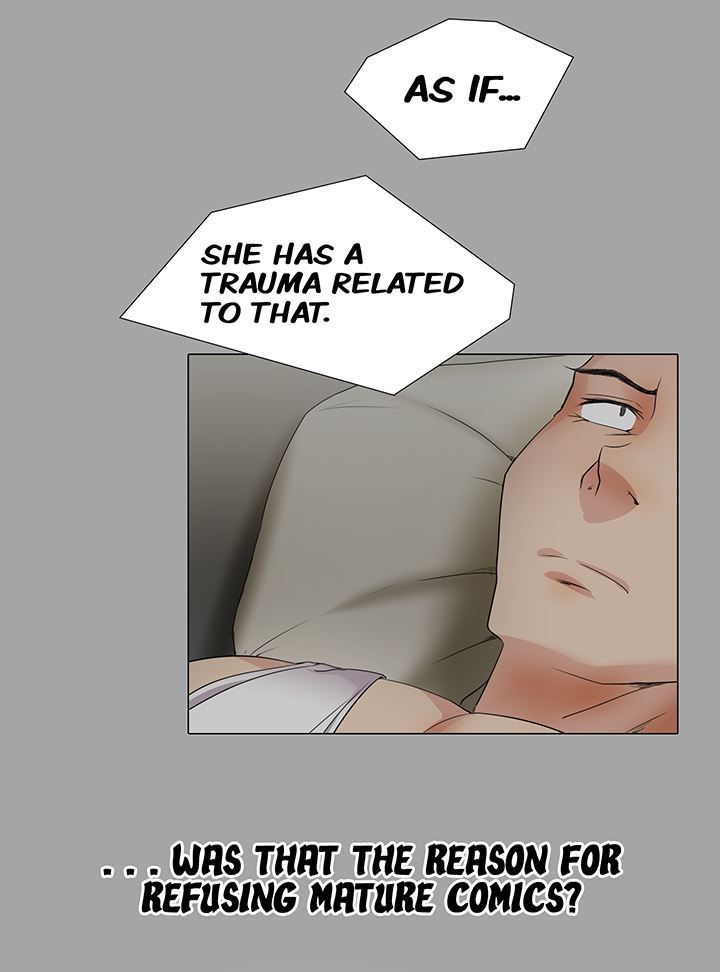 AS IF...
SHE HAS A
TRAUMA RELATED
TO THAT.
...WAS THAT THE REASON FOR
REFUSING MATURE COMICS?